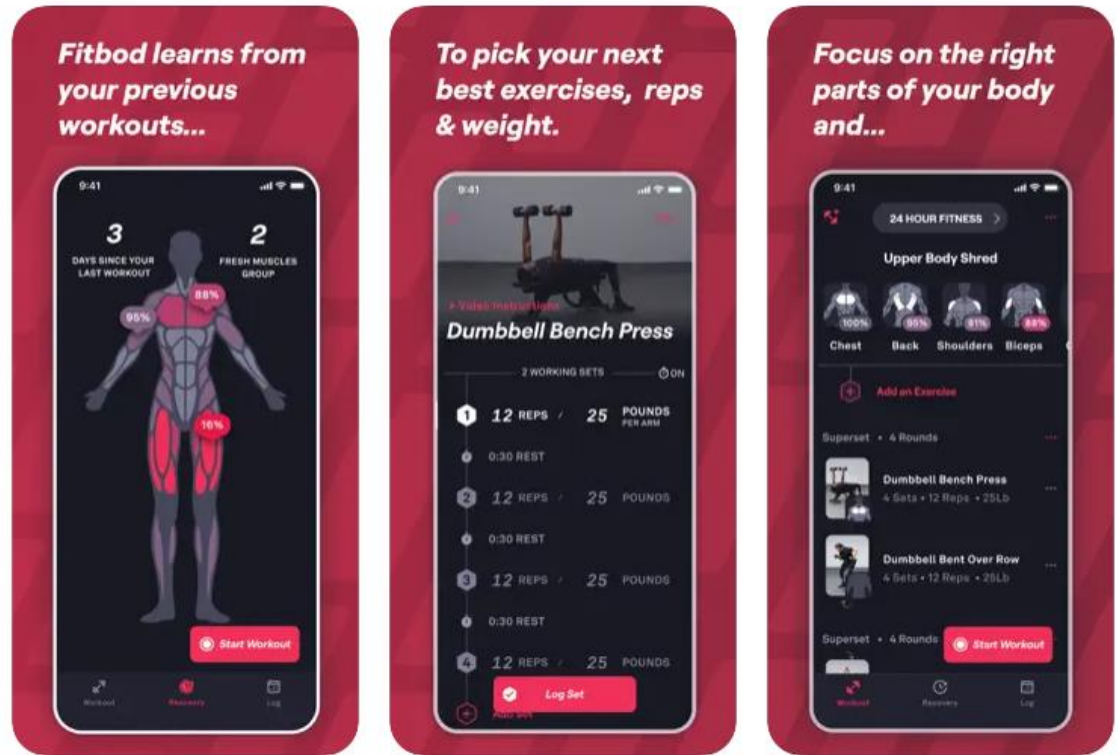 Fitbod learns from
your previous
workouts...
9:41
3
DAYS SINCE YOUR
LAST WORKOUT
2
FRESH MUSCLES
GROUP
88%
95%
16%
Start Workout
Workout
Recovery
Log
To pick your next
best exercises, reps
& weight.
9:41
Video Instructions
Dumbbell Bench Press
2 WORKING SETS
ON
1 12 REPS / 25 POUNDS
PER ARM
0:30 REST
2 12 REPS / 25 POUNDS
0:30 REST
3 12 REPS / 25 POUNDS
0:30 REST
4 12 REPS / 25 POUNDS
Log Set
Add Set
Focus on the right
parts of your body
and...
9:41
24 HOUR FITNESS >
Upper Body Shred
100% 95% 91% 88%
Chest Back Shoulders Biceps
Add an Exercise
Superset • 4 Rounds
Dumbbell Bench Press
4 Sets • 12 Reps • 25Lb
Dumbbell Bent Over Row
4 Sets • 12 Reps • 25Lb
Superset • 4 Rounds
Start Workout
Workout
Recovery
Log